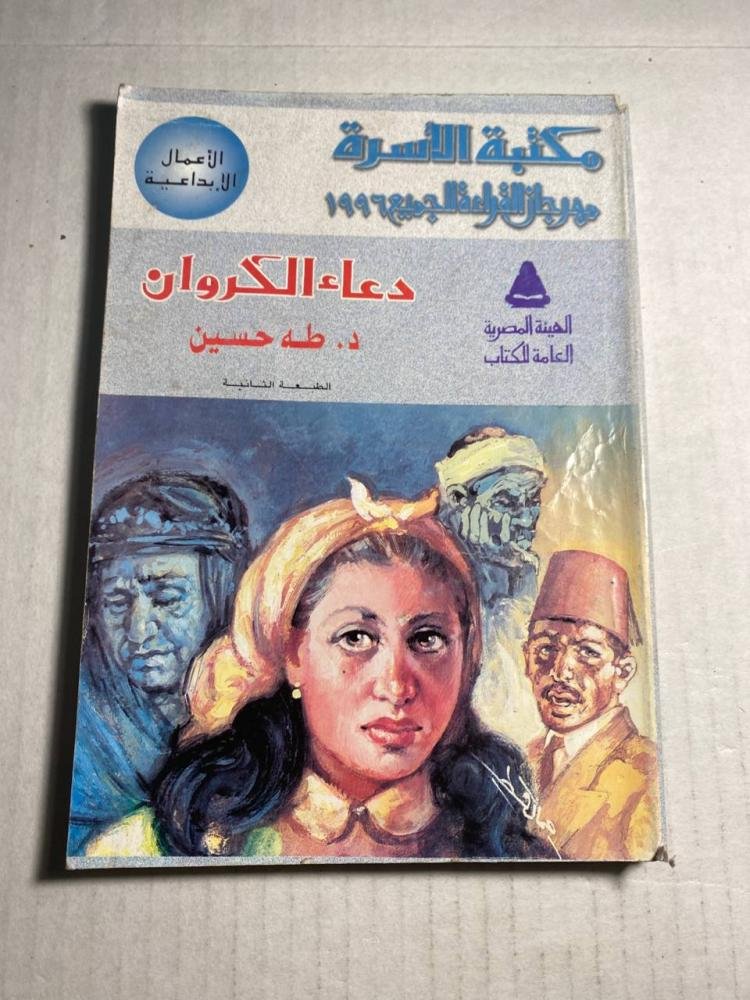 مكتبة الأسرة
مهرجان القراءة للجميع ١٩٩٦
الأعمال
الإبداعية
دعاء الكروان
د. طه حسين
الطبعة الثانية
الهيئة المصرية
العامة للكتاب